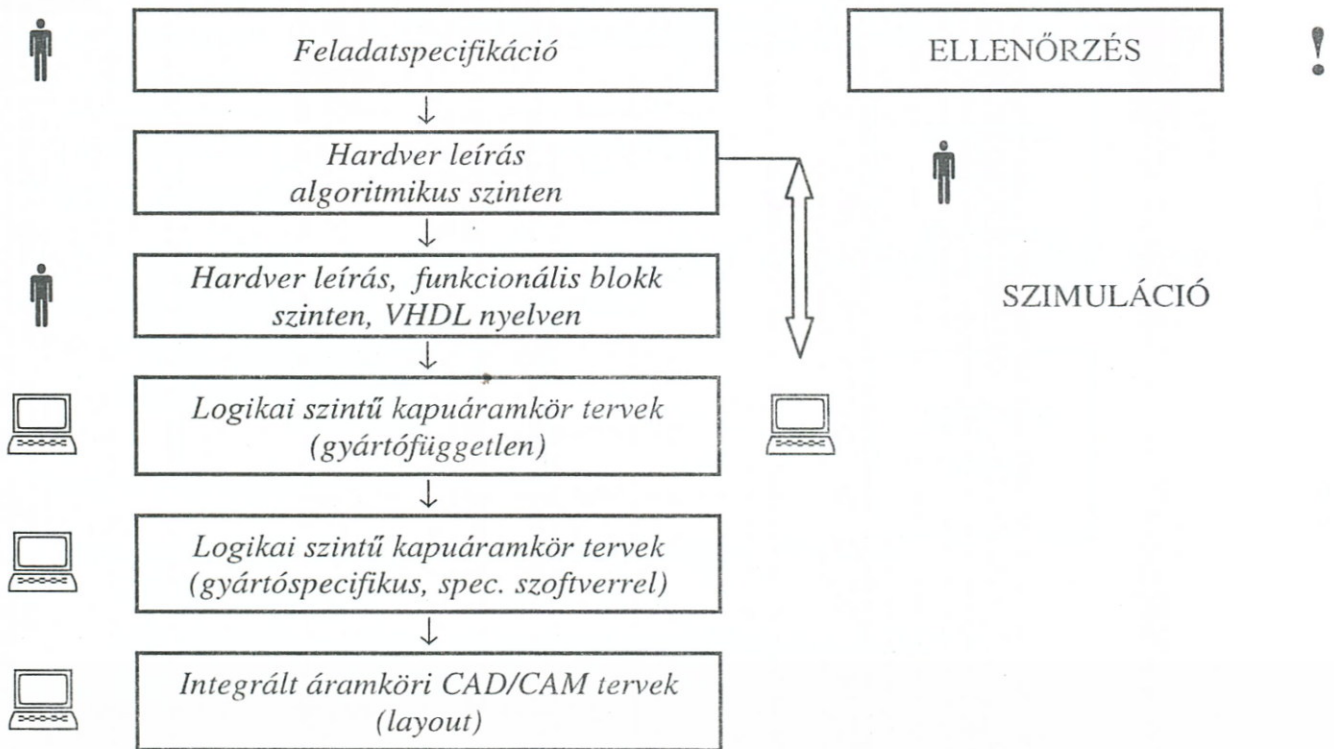 Feladatspecifikáció
ELLENŐRZÉS
!
Hardver leírás
algoritmikus szinten
Hardver leírás, funkcionális blokk
szinten, VHDL nyelven
SZIMULÁCIÓ
Logikai szintű kapuáramkör tervek
(gyártófüggetlen)
Logikai szintű kapuáramkör tervek
(gyártóspecifikus, spec. szoftverrel)
Integrált áramköri CAD/CAM tervek
(layout)